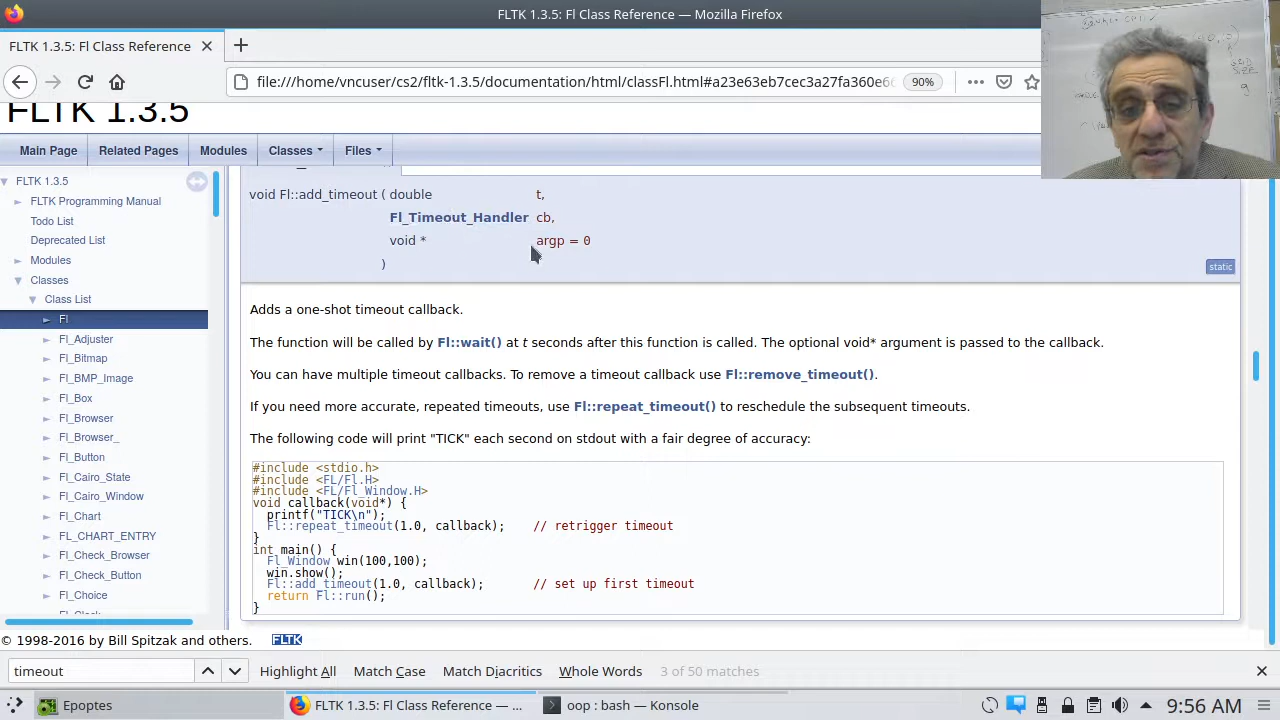 FLTK 1.3.5: Fl Class Reference — Mozilla Firefox
FLTK 1.3.5: Fl Class Reference
file:///home/vncuser/cs2/fltk-1.3.5/documentation/html/classFl.html#a23e63eb7cec3a27fa360e6
90%
FLTK 1.3.5
Main Page Related Pages Modules Classes Files
FLTK 1.3.5
FLTK Programming Manual
Todo List
Deprecated List
Modules
Classes
Class List
Fl
Fl_Adjuster
Fl_Bitmap
Fl_BMP_Image
Fl_Box
Fl_Browser
Fl_Browser_
Fl_Button
Fl_Cairo_State
Fl_Cairo_Window
Fl_Chart
FL_CHART_ENTRY
Fl_Check_Browser
Fl_Check_Button
Fl_Choice
void Fl::add_timeout ( double t,
Fl_Timeout_Handler cb,
void * argp = 0
)
static
Adds a one-shot timeout callback.
The function will be called by Fl::wait() at t seconds after this function is called. The optional void* argument is passed to the callback.
You can have multiple timeout callbacks. To remove a timeout callback use Fl::remove_timeout().
If you need more accurate, repeated timeouts, use Fl::repeat_timeout() to reschedule the subsequent timeouts.
The following code will print "TICK" each second on stdout with a fair degree of accuracy:
#include <stdio.h>
#include <FL/Fl.H>
#include <FL/Fl_Window.H>
void callback(void*) {
printf("TICK\n");
Fl::repeat_timeout(1.0, callback); // retrigger timeout
}
int main() {
Fl_Window win(100,100);
win.show();
Fl::add_timeout(1.0, callback); // set up first timeout
return Fl::run();
}
© 1998-2016 by Bill Spitzak and others. FLTK
timeout Highlight All Match Case Match Diacritics Whole Words 3 of 50 matches
Epoptes FLTK 1.3.5: Fl Class Reference — ... oop : bash — Konsole 9:56 AM